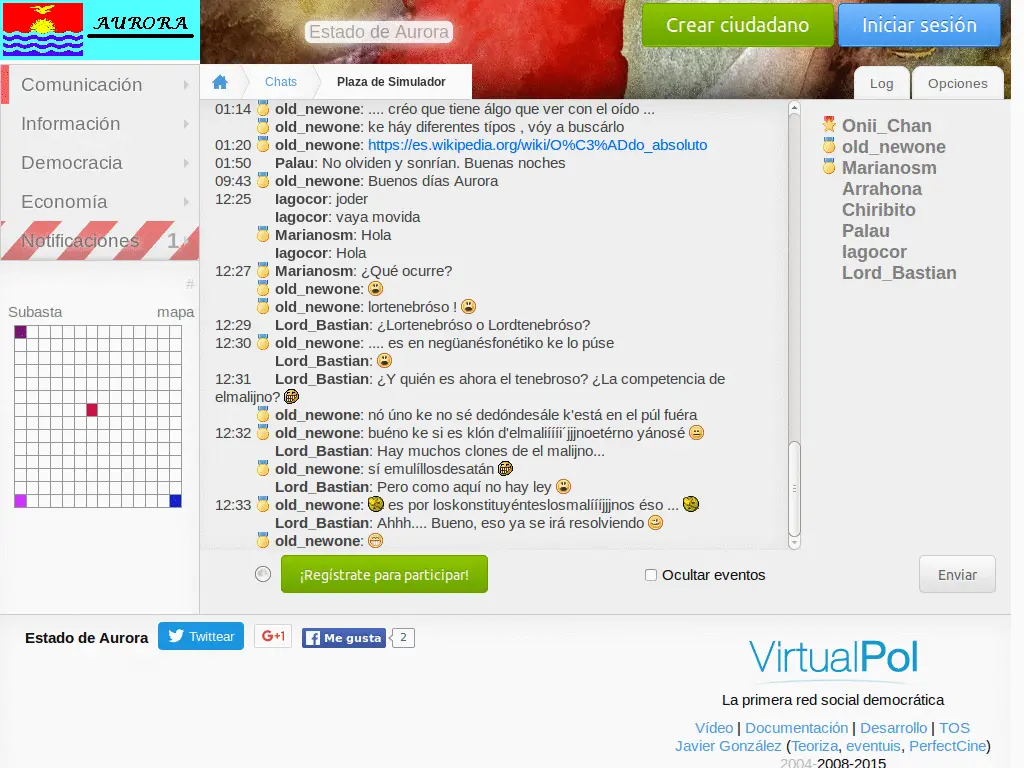 AURORA
Estado de Aurora
Crear ciudadano
Iniciar sesión
Comunicación
Información
Democracia
Economía
Notificaciones 1
Chats
Plaza de Simulador
Log
Opciones
#
Subasta mapa
01:14 old_newone: .... créo que tiene álgo que ver con el oído ...
old_newone: ke háy diferentes típos , vóy a buscárlo
01:20 old_newone: https://es.wikipedia.org/wiki/O%C3%ADdo_absoluto
01:50 Palau: No olviden y sonrían. Buenas noches
09:43 old_newone: Buenos días Aurora
12:25 Iagocor: joder
Iagocor: vaya movida
Marianosm: Hola
Iagocor: Hola
12:27 Marianosm: ¿Qué ocurre?
old_newone:
old_newone: lortenebróso !
12:29 Lord_Bastian: ¿Lortenebróso o Lordtenebróso?
12:30 old_newone: .... es en negüanésfonétiko ke lo púse
Lord_Bastian:
12:31 Lord_Bastian: ¿Y quién es ahora el tenebroso? ¿La competencia de
elmalijno?
old_newone: nó úno ke no sé dedóndesále k'está en el púl fuéra
12:32 old_newone: buéno ke si es klón d'elmaliíííí´jjjnoetérno yánosé
Lord_Bastian: Hay muchos clones de el malijno...
old_newone: sí emulíllosdesatán
Lord_Bastian: Pero como aquí no hay ley
12:33 old_newone: es por loskonstituyénteslosmalíííjjjnos éso ...
Lord_Bastian: Ahhh.... Bueno, eso ya se irá resolviendo
old_newone:
Onii_Chan
old_newone
Marianosm
Arrahona
Chiribito
Palau
Iagocor
Lord_Bastian
¡Regístrate para participar!
Ocultar eventos
Enviar
Estado de Aurora
Twittear
G+1
Me gusta
2
VirtualPol
La primera red social democrática
Vídeo | Documentación | Desarrollo | TOS
Javier González (Teoriza, eventuis, PerfectCine)
2004-2008-2015